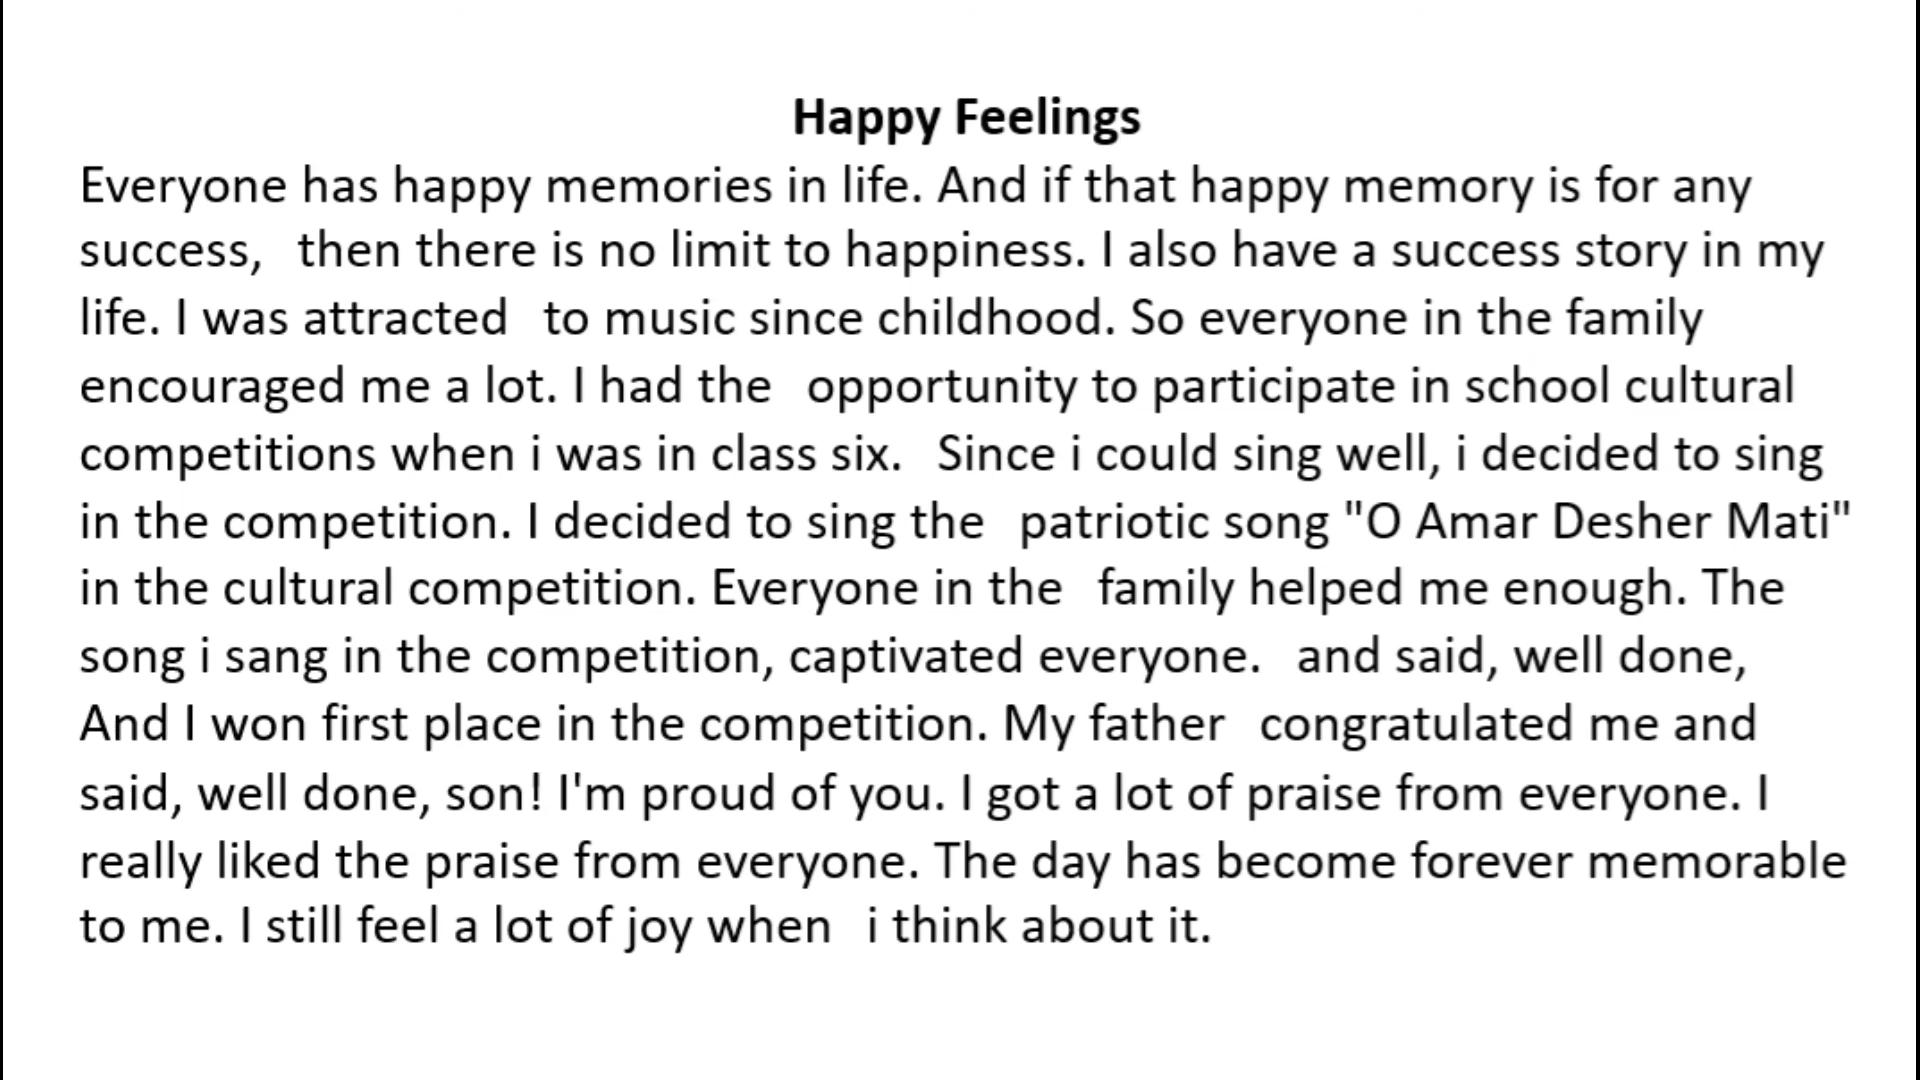 Happy Feelings
Everyone has happy memories in life. And if that happy memory is for any
success, then there is no limit to happiness. I also have a success story in my
life. I was attracted to music since childhood. So everyone in the family
encouraged me a lot. I had the opportunity to participate in school cultural
competitions when i was in class six. Since i could sing well, i decided to sing
in the competition. I decided to sing the patriotic song "O Amar Desher Mati"
in the cultural competition. Everyone in the family helped me enough. The
song i sang in the competition, captivated everyone. and said, well done,
And I won first place in the competition. My father congratulated me and
said, well done, son! I'm proud of you. I got a lot of praise from everyone. I
really liked the praise from everyone. The day has become forever memorable
to me. I still feel a lot of joy when i think about it.